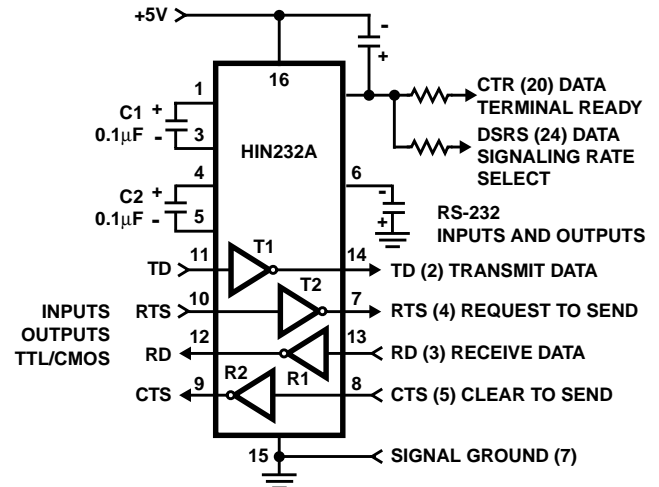 +5V
-
+
16
1
CTR (20) DATA
TERMINAL READY
C1 +
0.1μF -
3
HIN232A
DSRS (24) DATA
SIGNALING RATE
SELECT
4
6
C2 +
0.1μF -
5
-
+
RS-232
INPUTS AND OUTPUTS
TD
11
T1
14
TD (2) TRANSMIT DATA
INPUTS
OUTPUTS
TTL/CMOS
RTS
10
T2
7
RTS (4) REQUEST TO SEND
RD
12
R1
13
RD (3) RECEIVE DATA
CTS
9
R2
8
CTS (5) CLEAR TO SEND
15
SIGNAL GROUND (7)